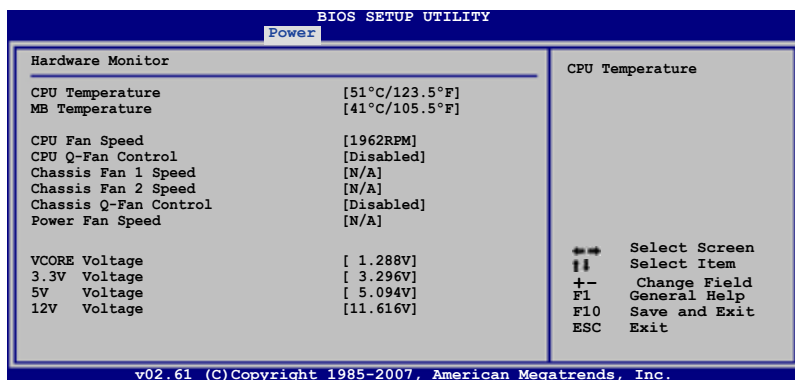 BIOS SETUP UTILITY
Power
Hardware Monitor
CPU Temperature [51°C/123.5°F]
MB Temperature [41°C/105.5°F]
CPU Fan Speed [1962RPM]
CPU Q-Fan Control [Disabled]
Chassis Fan 1 Speed [N/A]
Chassis Fan 2 Speed [N/A]
Chassis Q-Fan Control [Disabled]
Power Fan Speed [N/A]
VCORE Voltage [ 1.288V]
3.3V Voltage [ 3.296V]
5V Voltage [ 5.094V]
12V Voltage [11.616V]
CPU Temperature
←→ Select Screen
↑↓ Select Item
+- Change Field
F1 General Help
F10 Save and Exit
ESC Exit
v02.61 (C)Copyright 1985-2007, American Megatrends, Inc.